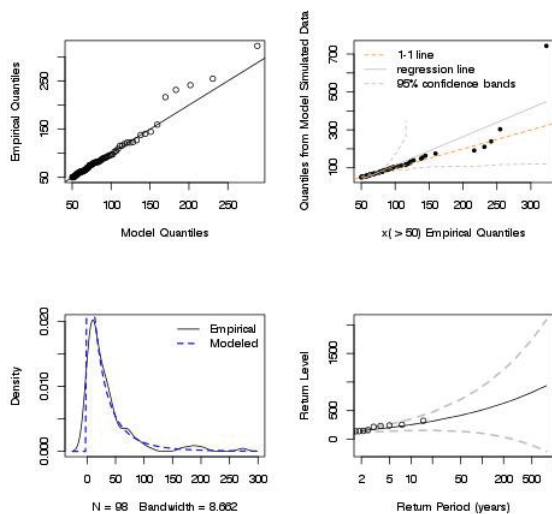 Empirical Quantiles
50 150 250
50 100 150 200 250
Model Quantiles
Quantiles from Model Simulated Data
100 300 500 700
1-1 line
regression line
95% confidence bands
50 100 150 200 250 300
x( > 50) Empirical Quantiles
Density
0.000 0.010 0.020
Empirical
Modeled
0 50 100 150 200 250 300
N = 98 Bandwidth = 8.662
Return Level
0 500 1500
2 5 10 50 200 500
Return Period (years)